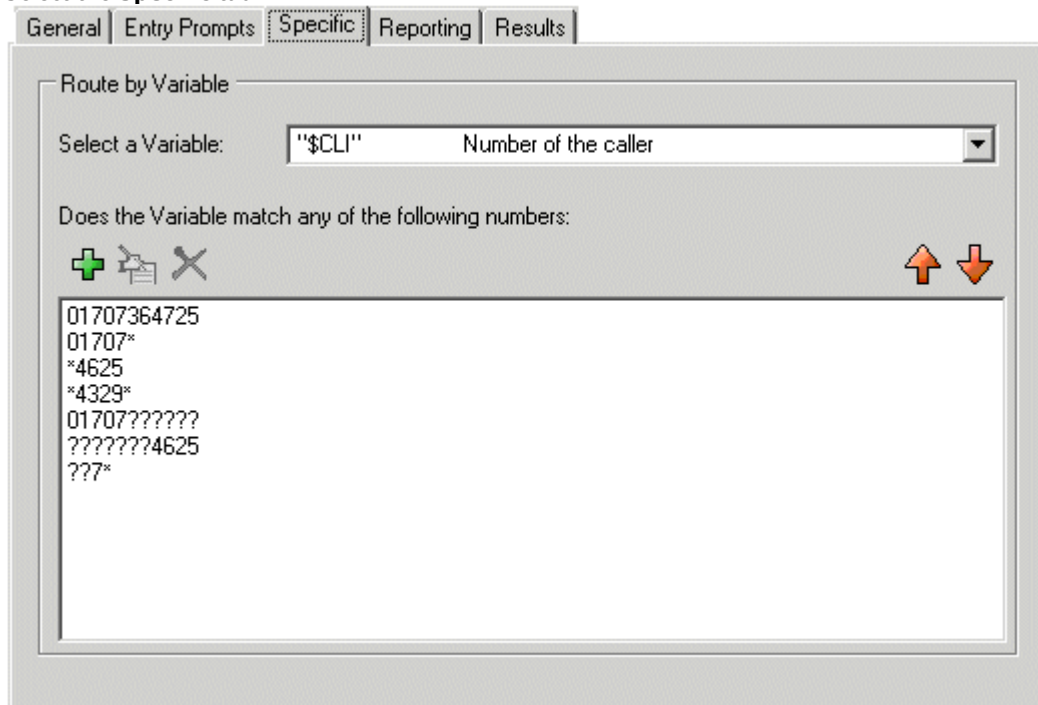 General Entry Prompts Specific Reporting Results
Route by Variable
Select a Variable: "$CLI" Number of the caller
Does the Variable match any of the following numbers:
01707364725
01707*
*4625
*4329*
01707??????
???????4625
??7*